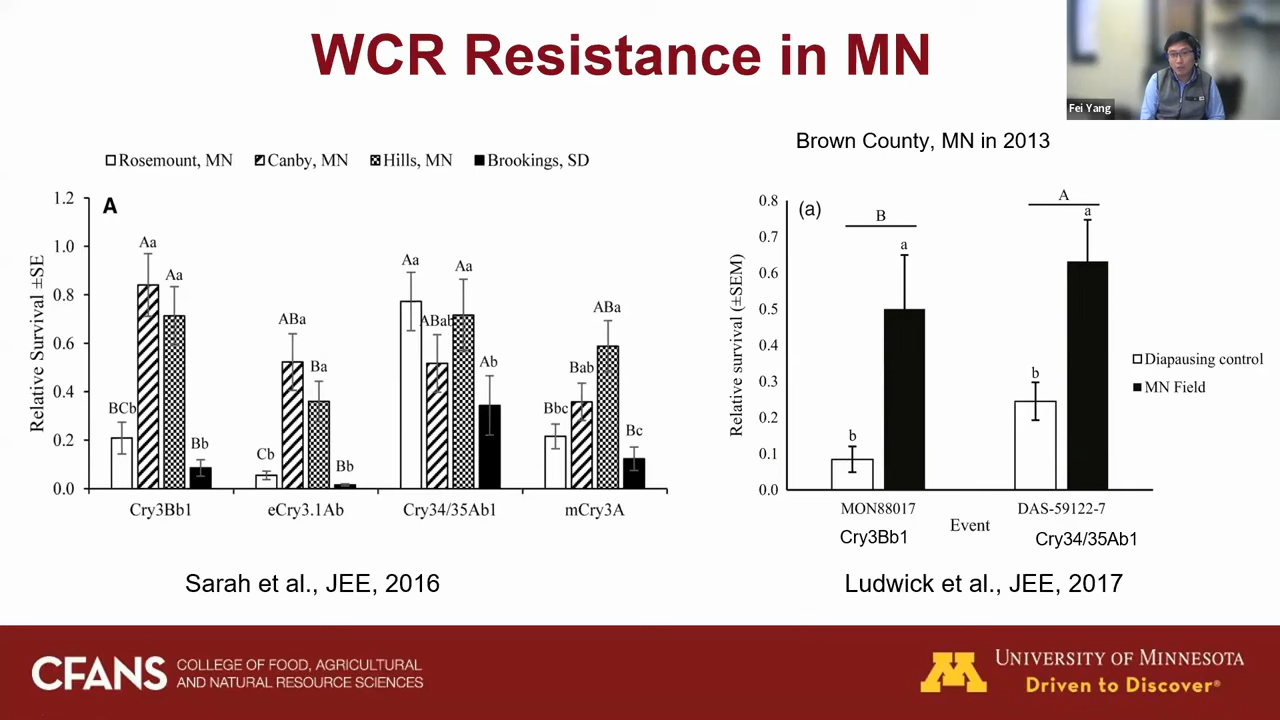 WCR Resistance in MN
Fei Yang
Brown County, MN in 2013
Rosemount, MN Canby, MN Hills, MN Brookings, SD
A
Relative Survival ±SE
1.2
1.0
0.8
0.6
0.4
0.2
0.0
BCb Aa Aa Bb
Cb ABa Ba Bb
Aa ABab Aa Ab
Bbc Bab ABa Bc
Cry3Bb1 eCry3.1Ab Cry34/35Ab1 mCry3A
Sarah et al., JEE, 2016
(a)
Relative survival (±SEM)
0.8
0.7
0.6
0.5
0.4
0.3
0.2
0.1
0.0
B
A
b a b a
Diapausing control
MN Field
MON88017 DAS-59122-7
Event
Cry3Bb1 Cry34/35Ab1
Ludwick et al., JEE, 2017
CFANS
COLLEGE OF FOOD, AGRICULTURAL
AND NATURAL RESOURCE SCIENCES
M
UNIVERSITY OF MINNESOTA
Driven to Discover®